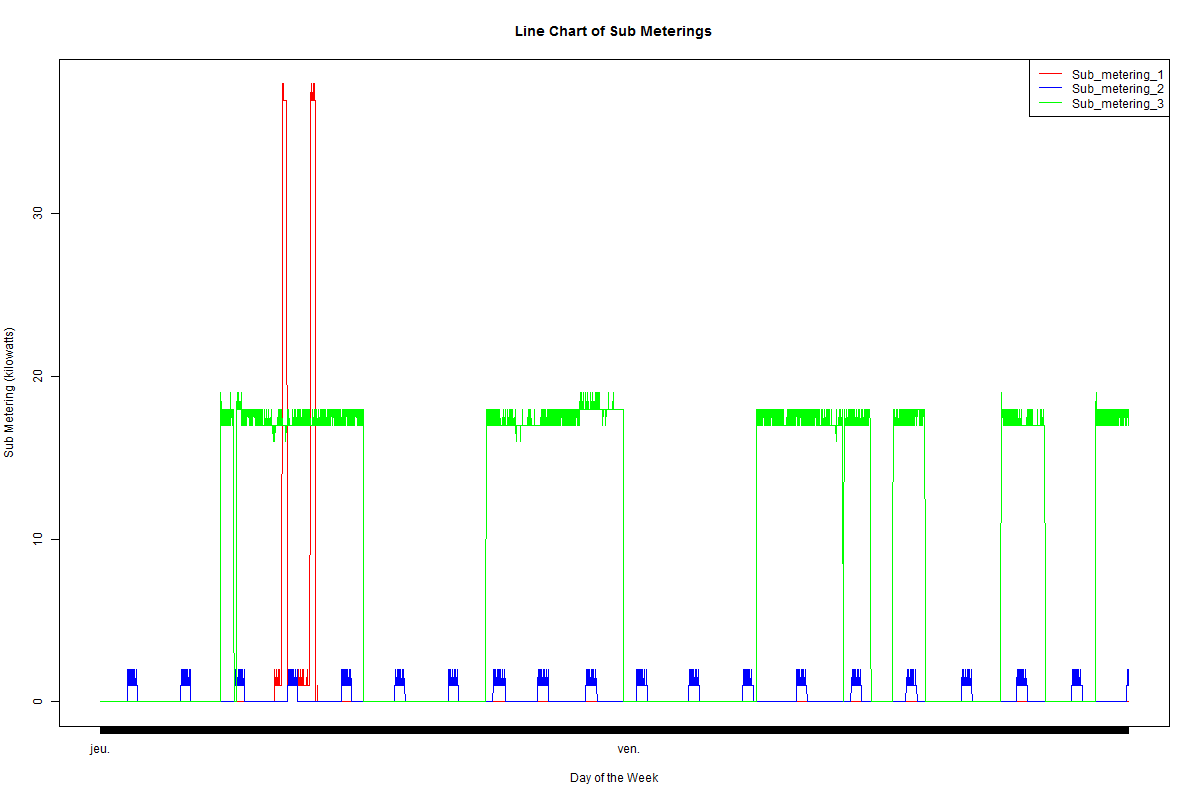 Line Chart of Sub Meterings
Sub_metering_1
Sub_metering_2
Sub_metering_3
Sub Metering (kilowatts)
30
20
10
0
jeu.
ven.
Day of the Week